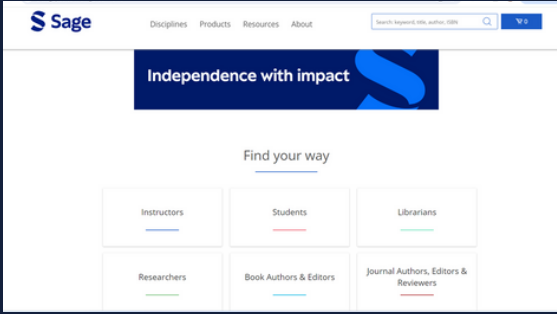 Sage
Disciplines Products Resources About
Search: keyword, title, author, ISBN
0
Independence with impact
Find your way
Instructors
Students
Librarians
Researchers
Book Authors & Editors
Journal Authors, Editors &
Reviewers